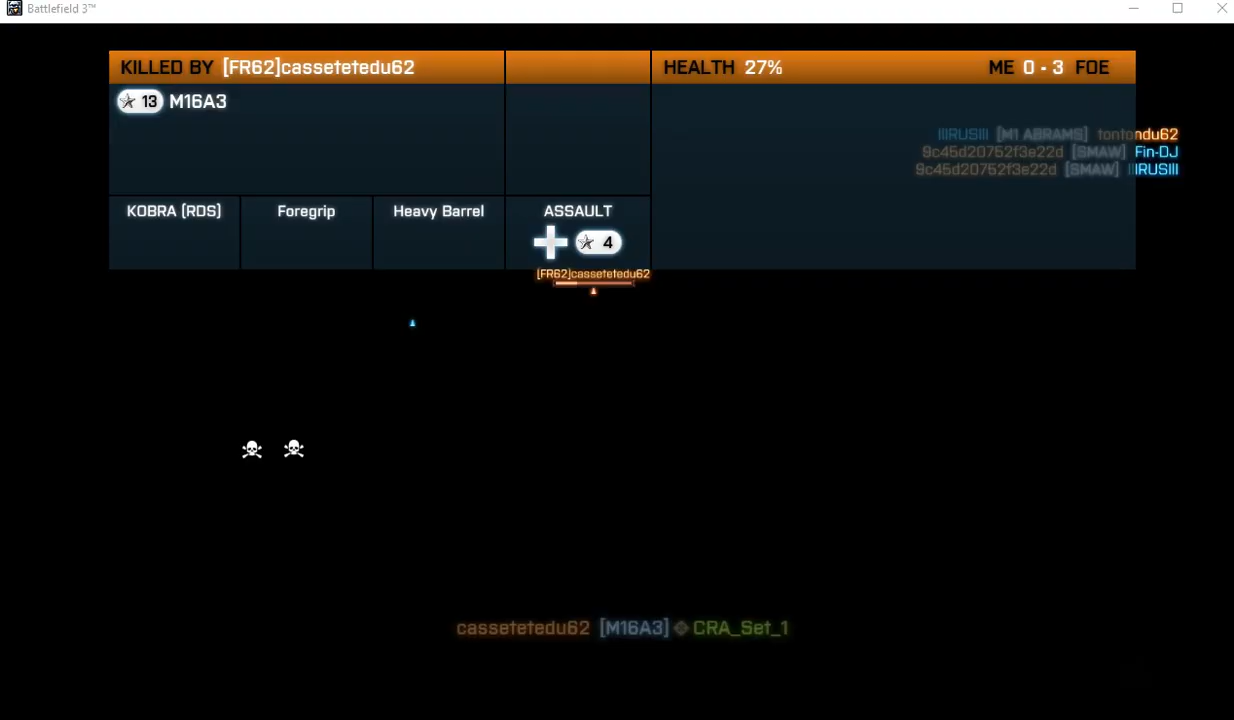 Battlefield 3™
KILLED BY [FR62]cassetetedu62
HEALTH 27%
ME 0 - 3 FOE
13 M16A3
IIIRUSIII [M1 ABRAMS] tontondu62
9c45d20752f3e22d [SMAW] Fin-DJ
9c45d20752f3e22d [SMAW] IIIRUSIII
KOBRA (RDS)
Foregrip
Heavy Barrel
ASSAULT
4
[FR62]cassetetedu62
cassetetedu62 [M16A3] CRA_Set_1